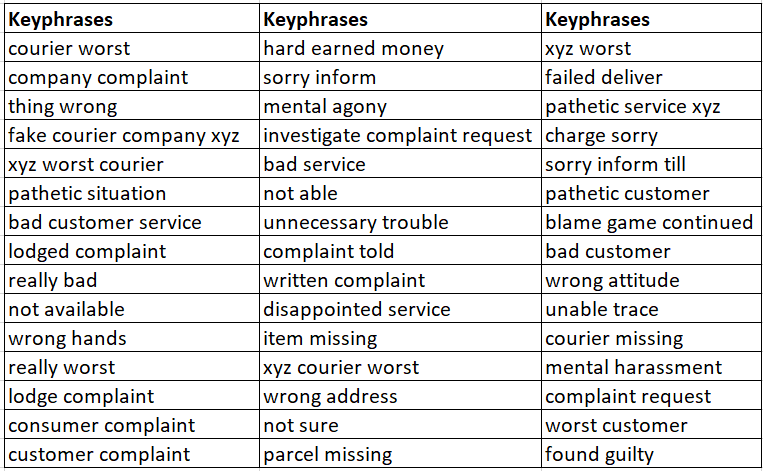 Keyphrases Keyphrases Keyphrases
courier worst hard earned money xyz worst
company complaint sorry inform failed deliver
thing wrong mental agony pathetic service xyz
fake courier company xyz investigate complaint request charge sorry
xyz worst courier bad service sorry inform till
pathetic situation not able pathetic customer
bad customer service unnecessary trouble blame game continued
lodged complaint complaint told bad customer
really bad written complaint wrong attitude
not available disappointed service unable trace
wrong hands item missing courier missing
really worst xyz courier worst mental harassment
lodge complaint wrong address complaint request
consumer complaint not sure worst customer
customer complaint parcel missing found guilty